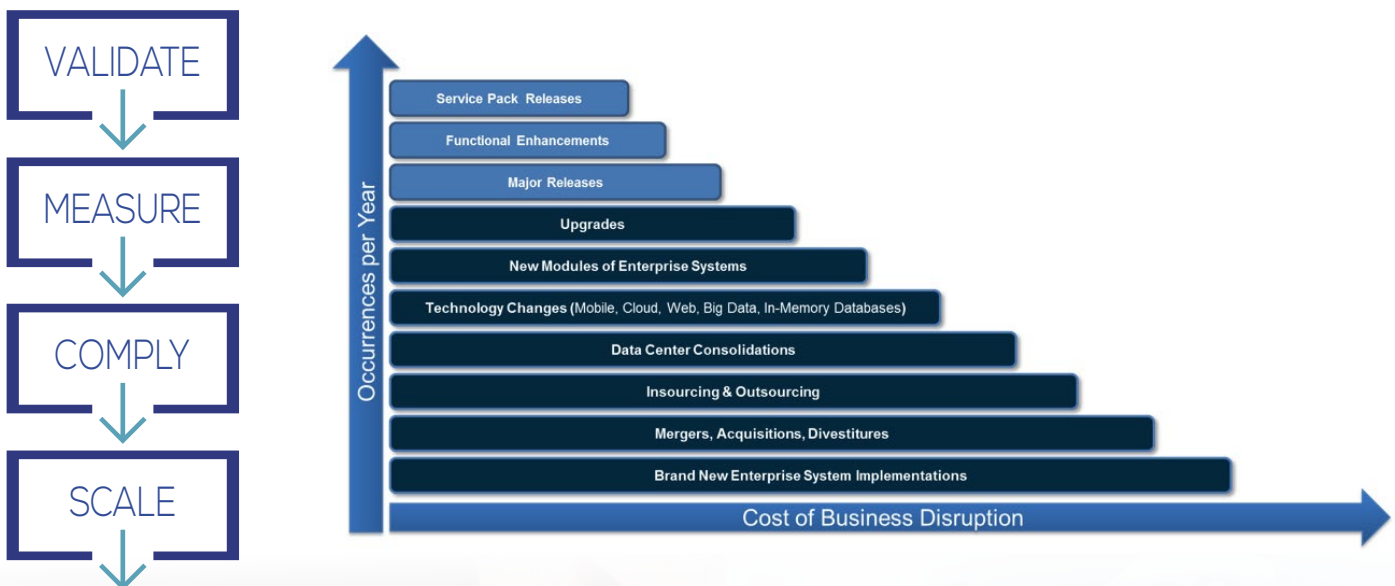 VALIDATE
MEASURE
COMPLY
SCALE
Occurrences per Year
Service Pack Releases
Functional Enhancements
Major Releases
Upgrades
New Modules of Enterprise Systems
Technology Changes (Mobile, Cloud, Web, Big Data, In-Memory Databases)
Data Center Consolidations
Insourcing & Outsourcing
Mergers, Acquisitions, Divestitures
Brand New Enterprise System Implementations
Cost of Business Disruption